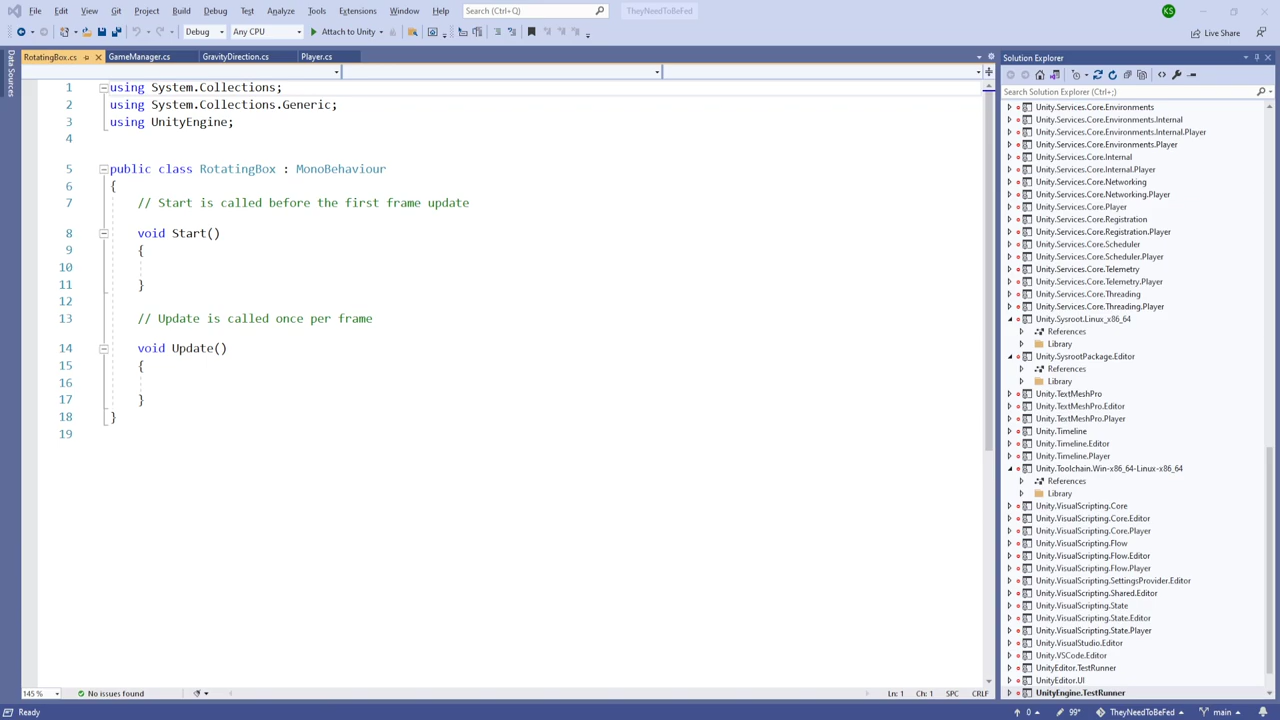 File Edit View Git Project Build Debug Test Analyze Tools Extensions Window Help Search (Ctrl+Q) TheyNeedToBeFed KS
Debug Any CPU Attach to Unity Live Share
Data Sources
RotatingBox.cs GameManager.cs GravityDirection.cs Player.cs
1 using System.Collections;
2 using System.Collections.Generic;
3 using UnityEngine;
4
5 public class RotatingBox : MonoBehaviour
6 {
7 // Start is called before the first frame update
8 void Start()
9 {
10
11 }
12
13 // Update is called once per frame
14 void Update()
15 {
16
17 }
18 }
19
145 % No issues found Ln: 1 Ch: 1 SPC CRLF
Solution Explorer
Search Solution Explorer (Ctrl+;)
Unity.Services.Core.Environments
Unity.Services.Core.Environments.Internal
Unity.Services.Core.Environments.Internal.Player
Unity.Services.Core.Environments.Player
Unity.Services.Core.Internal
Unity.Services.Core.Internal.Player
Unity.Services.Core.Networking
Unity.Services.Core.Networking.Player
Unity.Services.Core.Player
Unity.Services.Core.Registration
Unity.Services.Core.Registration.Player
Unity.Services.Core.Scheduler
Unity.Services.Core.Scheduler.Player
Unity.Services.Core.Telemetry
Unity.Services.Core.Telemetry.Player
Unity.Services.Core.Threading
Unity.Services.Core.Threading.Player
Unity.Sysroot.Linux_x86_64
References
Library
Unity.SysrootPackage.Editor
References
Library
Unity.TextMeshPro
Unity.TextMeshPro.Editor
Unity.TextMeshPro.Player
Unity.Timeline
Unity.Timeline.Editor
Unity.Timeline.Player
Unity.Toolchain.Win-x86_64-Linux-x86_64
References
Library
Unity.VisualScripting.Core
Unity.VisualScripting.Core.Editor
Unity.VisualScripting.Core.Player
Unity.VisualScripting.Flow
Unity.VisualScripting.Flow.Editor
Unity.VisualScripting.Flow.Player
Unity.VisualScripting.SettingsProvider.Editor
Unity.VisualScripting.Shared.Editor
Unity.VisualScripting.State
Unity.VisualScripting.State.Editor
Unity.VisualScripting.State.Player
Unity.VisualStudio.Editor
Unity.VSCode.Editor
UnityEditor.TestRunner
UnityEditor.UI
UnityEngine.TestRunner
Ready 0 99* TheyNeedToBeFed main